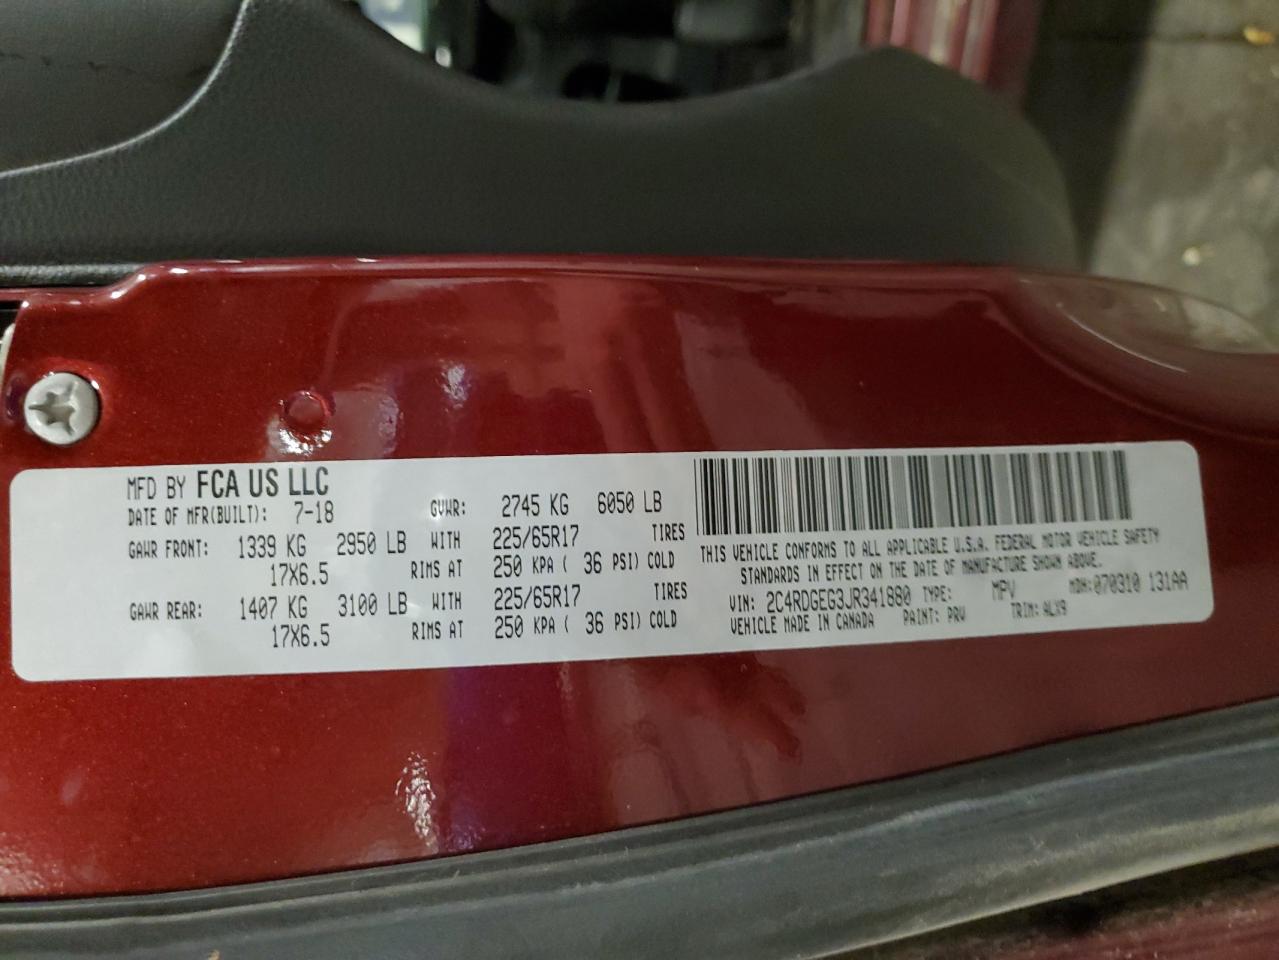 MFD BY FCA US LLC
DATE OF MFR(BUILT): 7-18 GVWR: 2745 KG 6050 LB
GAWR FRONT: 1339 KG 2950 LB WITH 225/65R17 TIRES
17X6.5 RIMS AT 250 KPA ( 36 PSI) COLD
GAWR REAR: 1407 KG 3100 LB WITH 225/65R17 TIRES
17X6.5 RIMS AT 250 KPA ( 36 PSI) COLD
THIS VEHICLE CONFORMS TO ALL APPLICABLE U.S.A. FEDERAL MOTOR VEHICLE SAFETY
STANDARDS IN EFFECT ON THE DATE OF MANUFACTURE SHOWN ABOVE.
VIN: 2C4RDGEG3JR341880 TYPE: MPV MDH:070310 131AA
VEHICLE MADE IN CANADA PAINT: PRV TRIM: ALX9